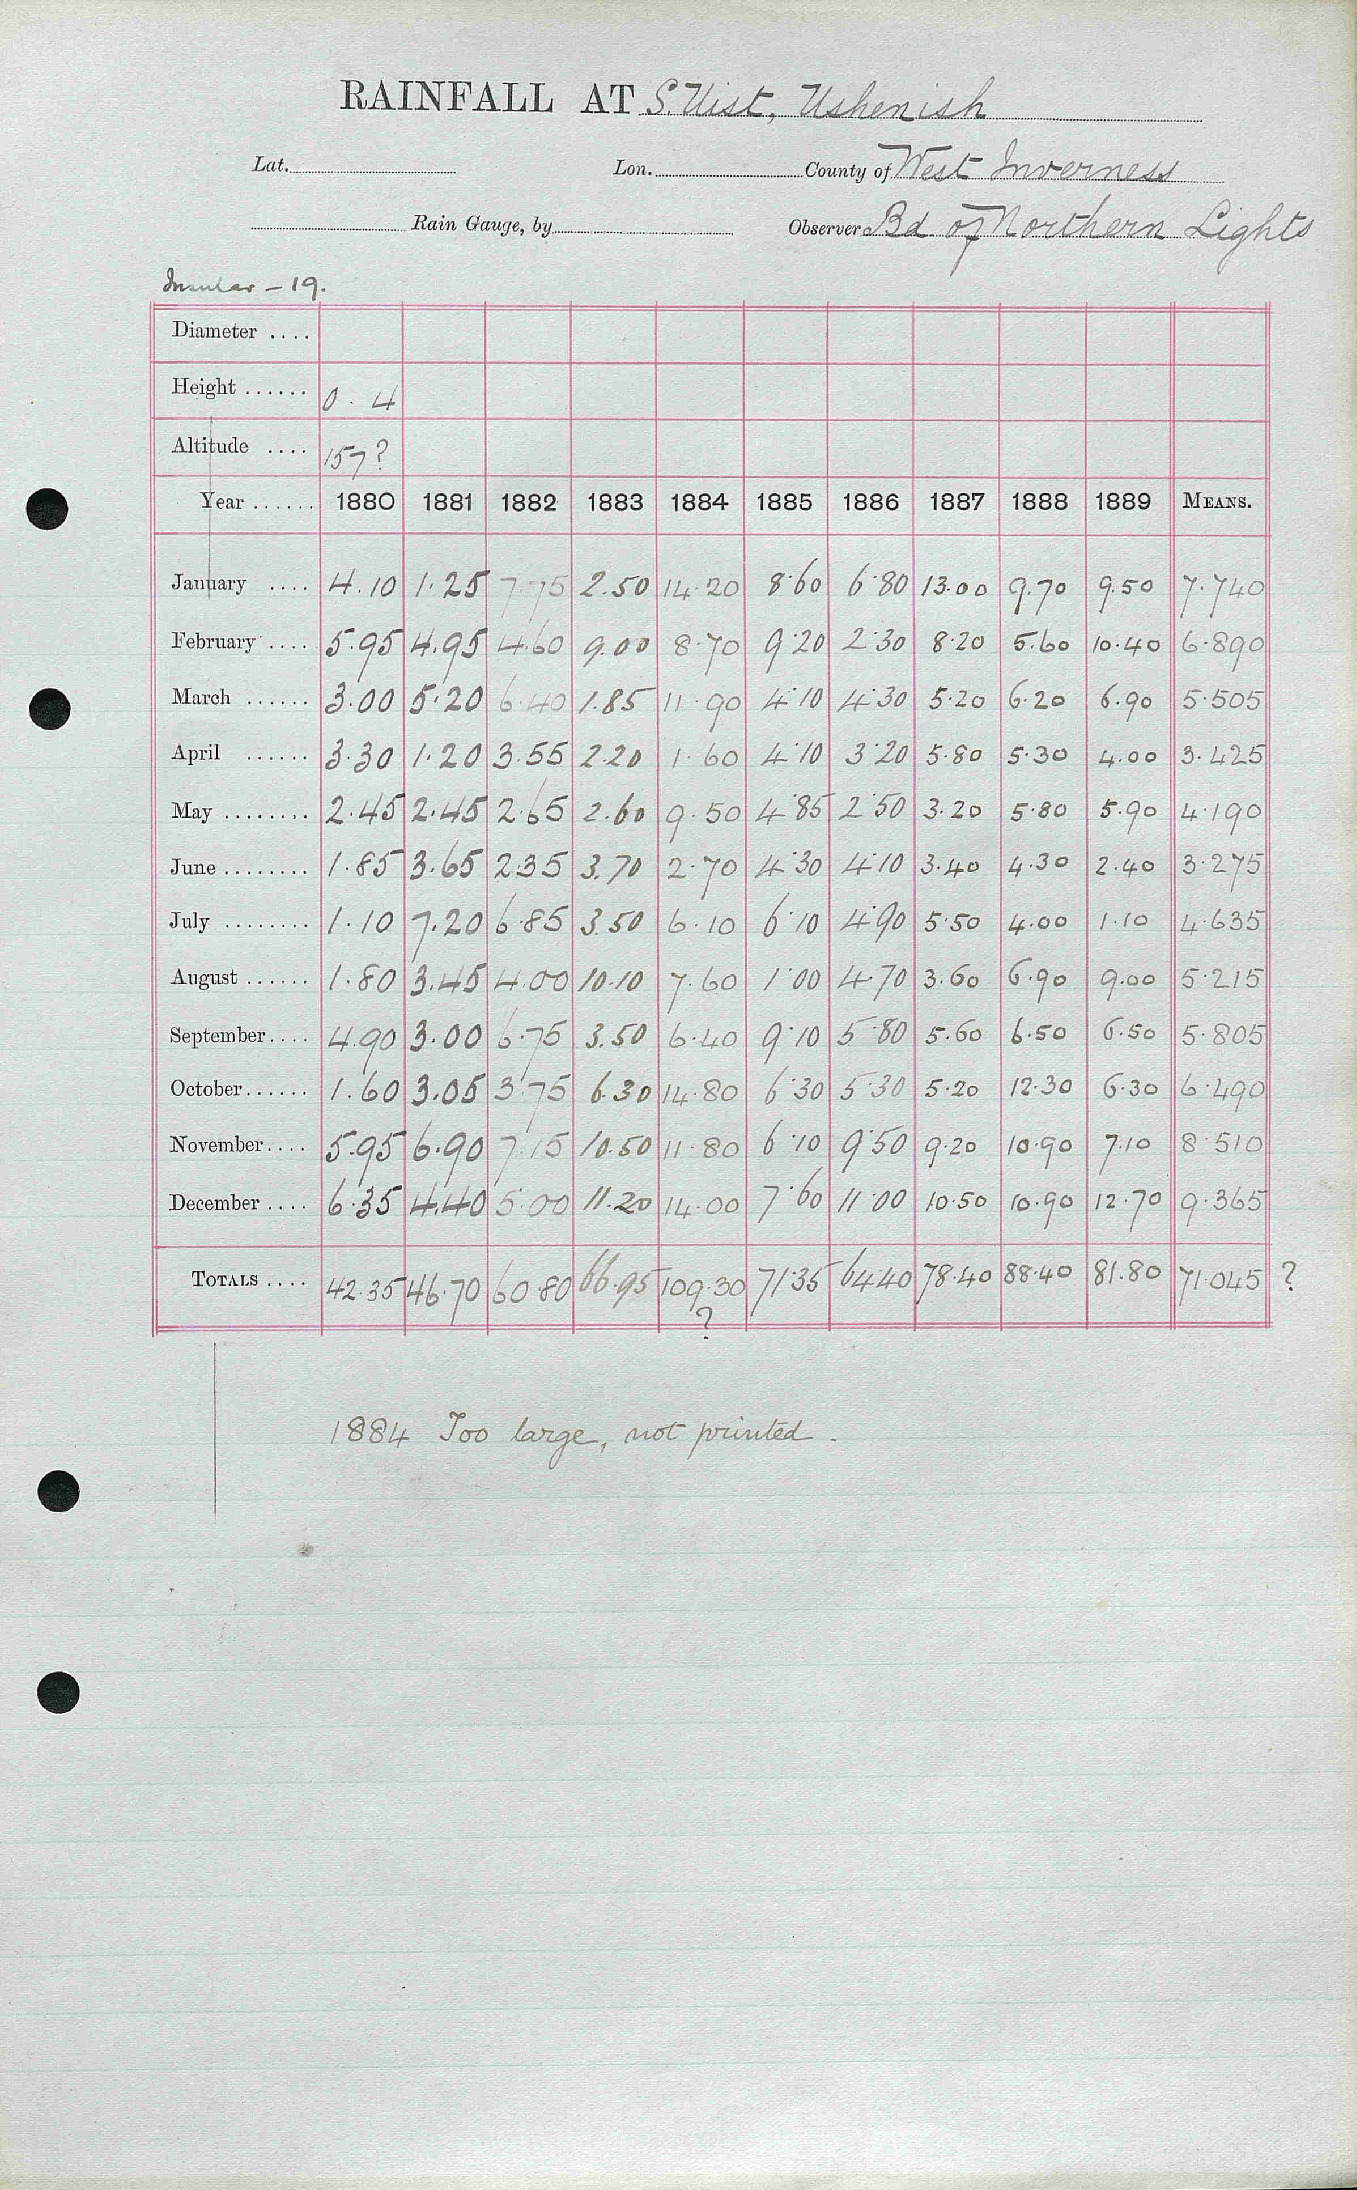 RAINFALL AT S. Uist, Ushenish
Lat. Lon. County of West Inverness
Rain Gauge, by Observer Bd. of Northern Lights
Insular - 19.
Diameter ....
Height ...... 0. 4
Altitude .... 157?
Year ...... 1880 1881 1882 1883 1884 1885 1886 1887 1888 1889 MEANS.
January .... 4.10 1.25 7.75 2.50 14.20 8.60 6.80 13.00 9.70 9.50 7.740
February .... 5.95 4.95 4.60 9.00 8.70 9.20 2.30 8.20 5.60 10.40 6.890
March ...... 3.00 5.20 6.40 1.85 11.90 4.10 4.30 5.20 6.20 6.90 5.505
April ...... 3.30 1.20 3.55 2.20 1.60 4.10 3.20 5.80 5.30 4.00 3.425
May ........ 2.45 2.45 2.65 2.60 9.50 4.85 2.50 3.20 5.80 5.90 4.190
June ........ 1.85 3.65 2.35 3.70 2.70 4.30 4.10 3.40 4.30 2.40 3.275
July ........ 1.10 7.20 6.85 3.50 6.10 6.10 4.90 5.50 4.00 1.10 4.635
August ...... 1.80 3.45 4.00 10.10 7.60 1.00 4.70 3.60 6.90 9.00 5.215
September .... 4.90 3.00 6.75 3.50 6.40 9.10 5.80 5.60 6.50 6.50 5.805
October ...... 1.60 3.05 3.75 6.30 14.80 6.30 5.30 5.20 12.30 6.30 6.490
November .... 5.95 6.90 7.15 10.50 11.80 6.10 9.50 9.20 10.90 7.10 8.510
December .... 6.35 4.40 5.00 11.20 14.00 7.60 11.00 10.50 10.90 12.70 9.365
TOTALS .... 42.35 46.70 60.80 66.95 109.30 71.35 64.40 78.40 88.40 81.80 71.045 ?
?
1884 Too large, not printed.